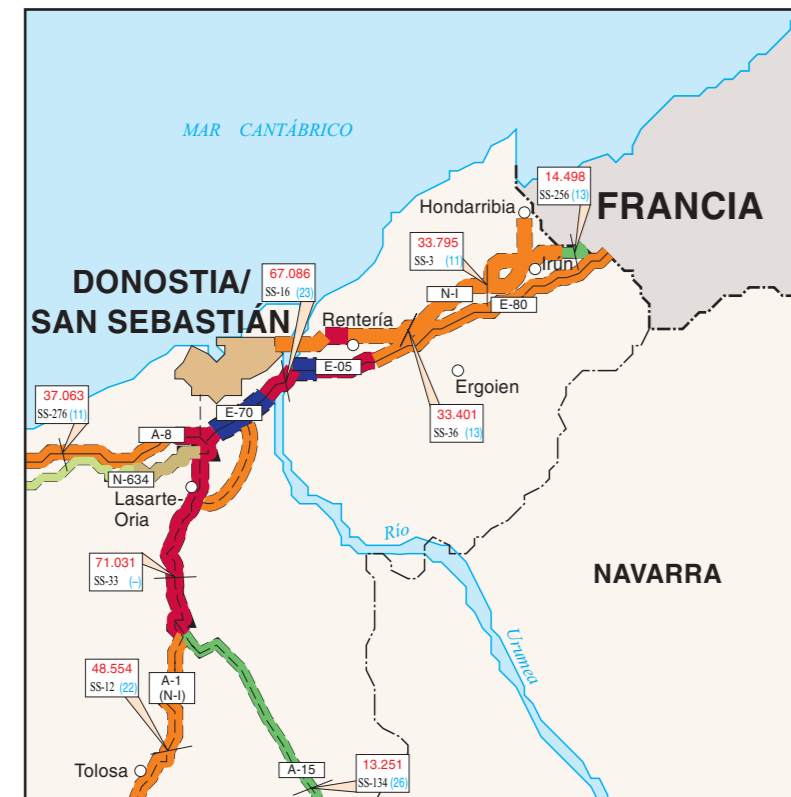 MAR CANTÁBRICO
14.498
SS-256 (13)
Hondarribia
FRANCIA
33.795
SS-3 (11)
Irún
67.086
SS-16 (23)
DONOSTIA/
SAN SEBASTIÁN
N-I
E-80
Rentería
E-05
Ergoien
37.063
SS-276 (11)
E-70
33.401
SS-36 (13)
A-8
N-634
Lasarte-
Oria
Río
71.031
SS-33 (–)
NAVARRA
Urumea
48.554
SS-12 (22)
A-1
(N-I)
Tolosa
A-15
13.251
SS-134 (26)